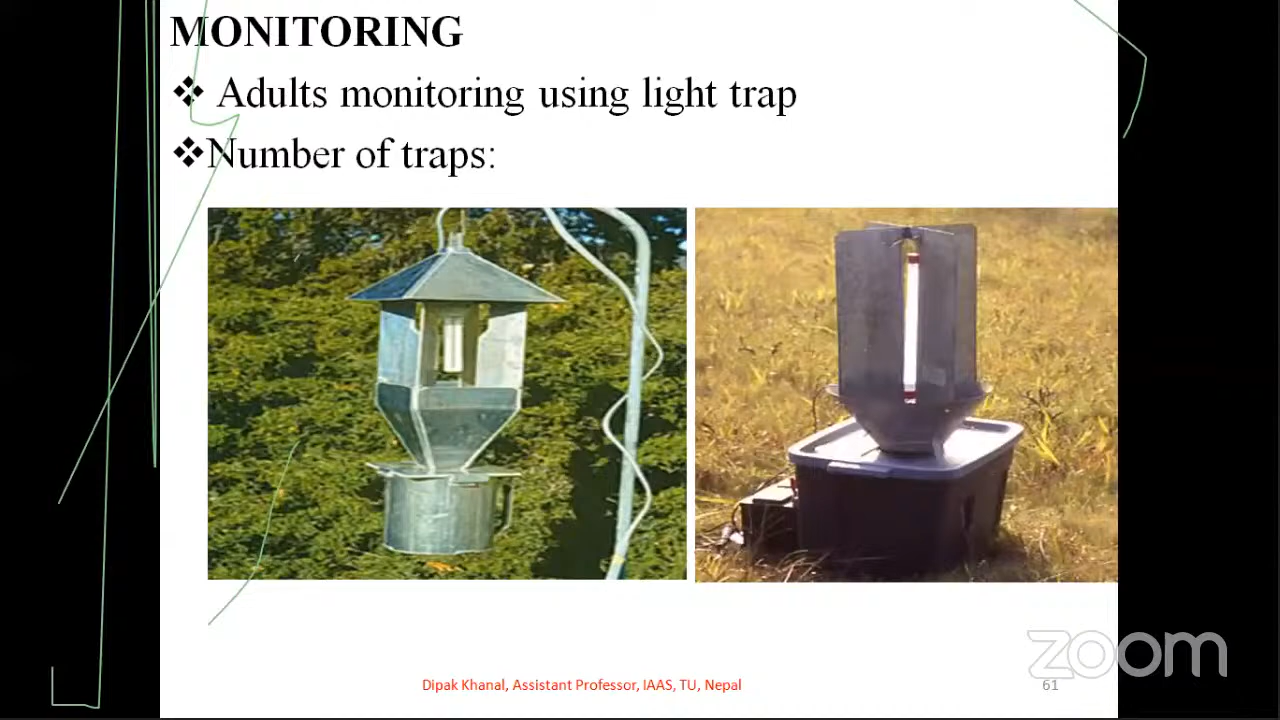 MONITORING
❖ Adults monitoring using light trap
❖Number of traps:
zoom
Dipak Khanal, Assistant Professor, IAAS, TU, Nepal
61